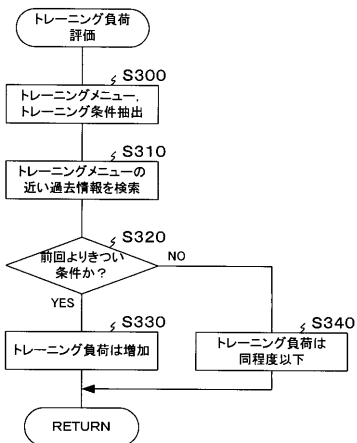 トレーニング負荷
評価
S300
トレーニングメニュー,
トレーニング条件抽出
S310
トレーニングメニューの
近い過去情報を検索
S320
前回よりきつい
条件か?
NO
YES
S330
トレーニング負荷は増加
S340
トレーニング負荷は
同程度以下
RETURN